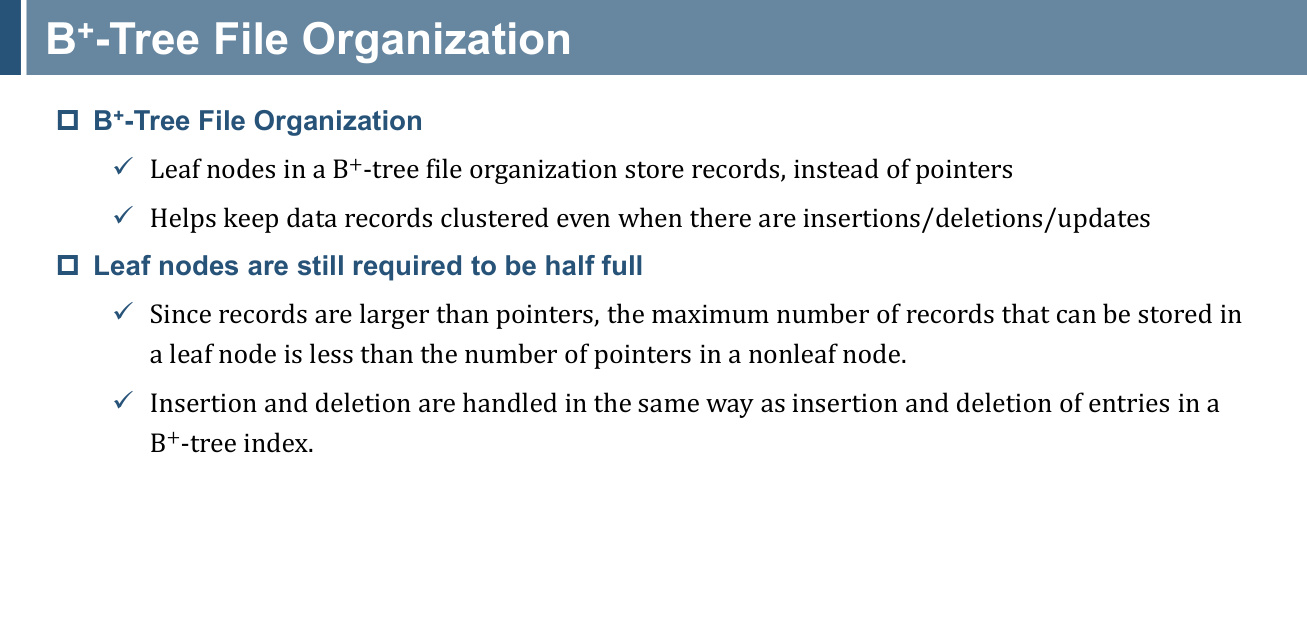 B⁺-Tree File Organization
B⁺-Tree File Organization
✓ Leaf nodes in a B⁺-tree file organization store records, instead of pointers
✓ Helps keep data records clustered even when there are insertions/deletions/updates
Leaf nodes are still required to be half full
✓ Since records are larger than pointers, the maximum number of records that can be stored in
a leaf node is less than the number of pointers in a nonleaf node.
✓ Insertion and deletion are handled in the same way as insertion and deletion of entries in a
B⁺-tree index.